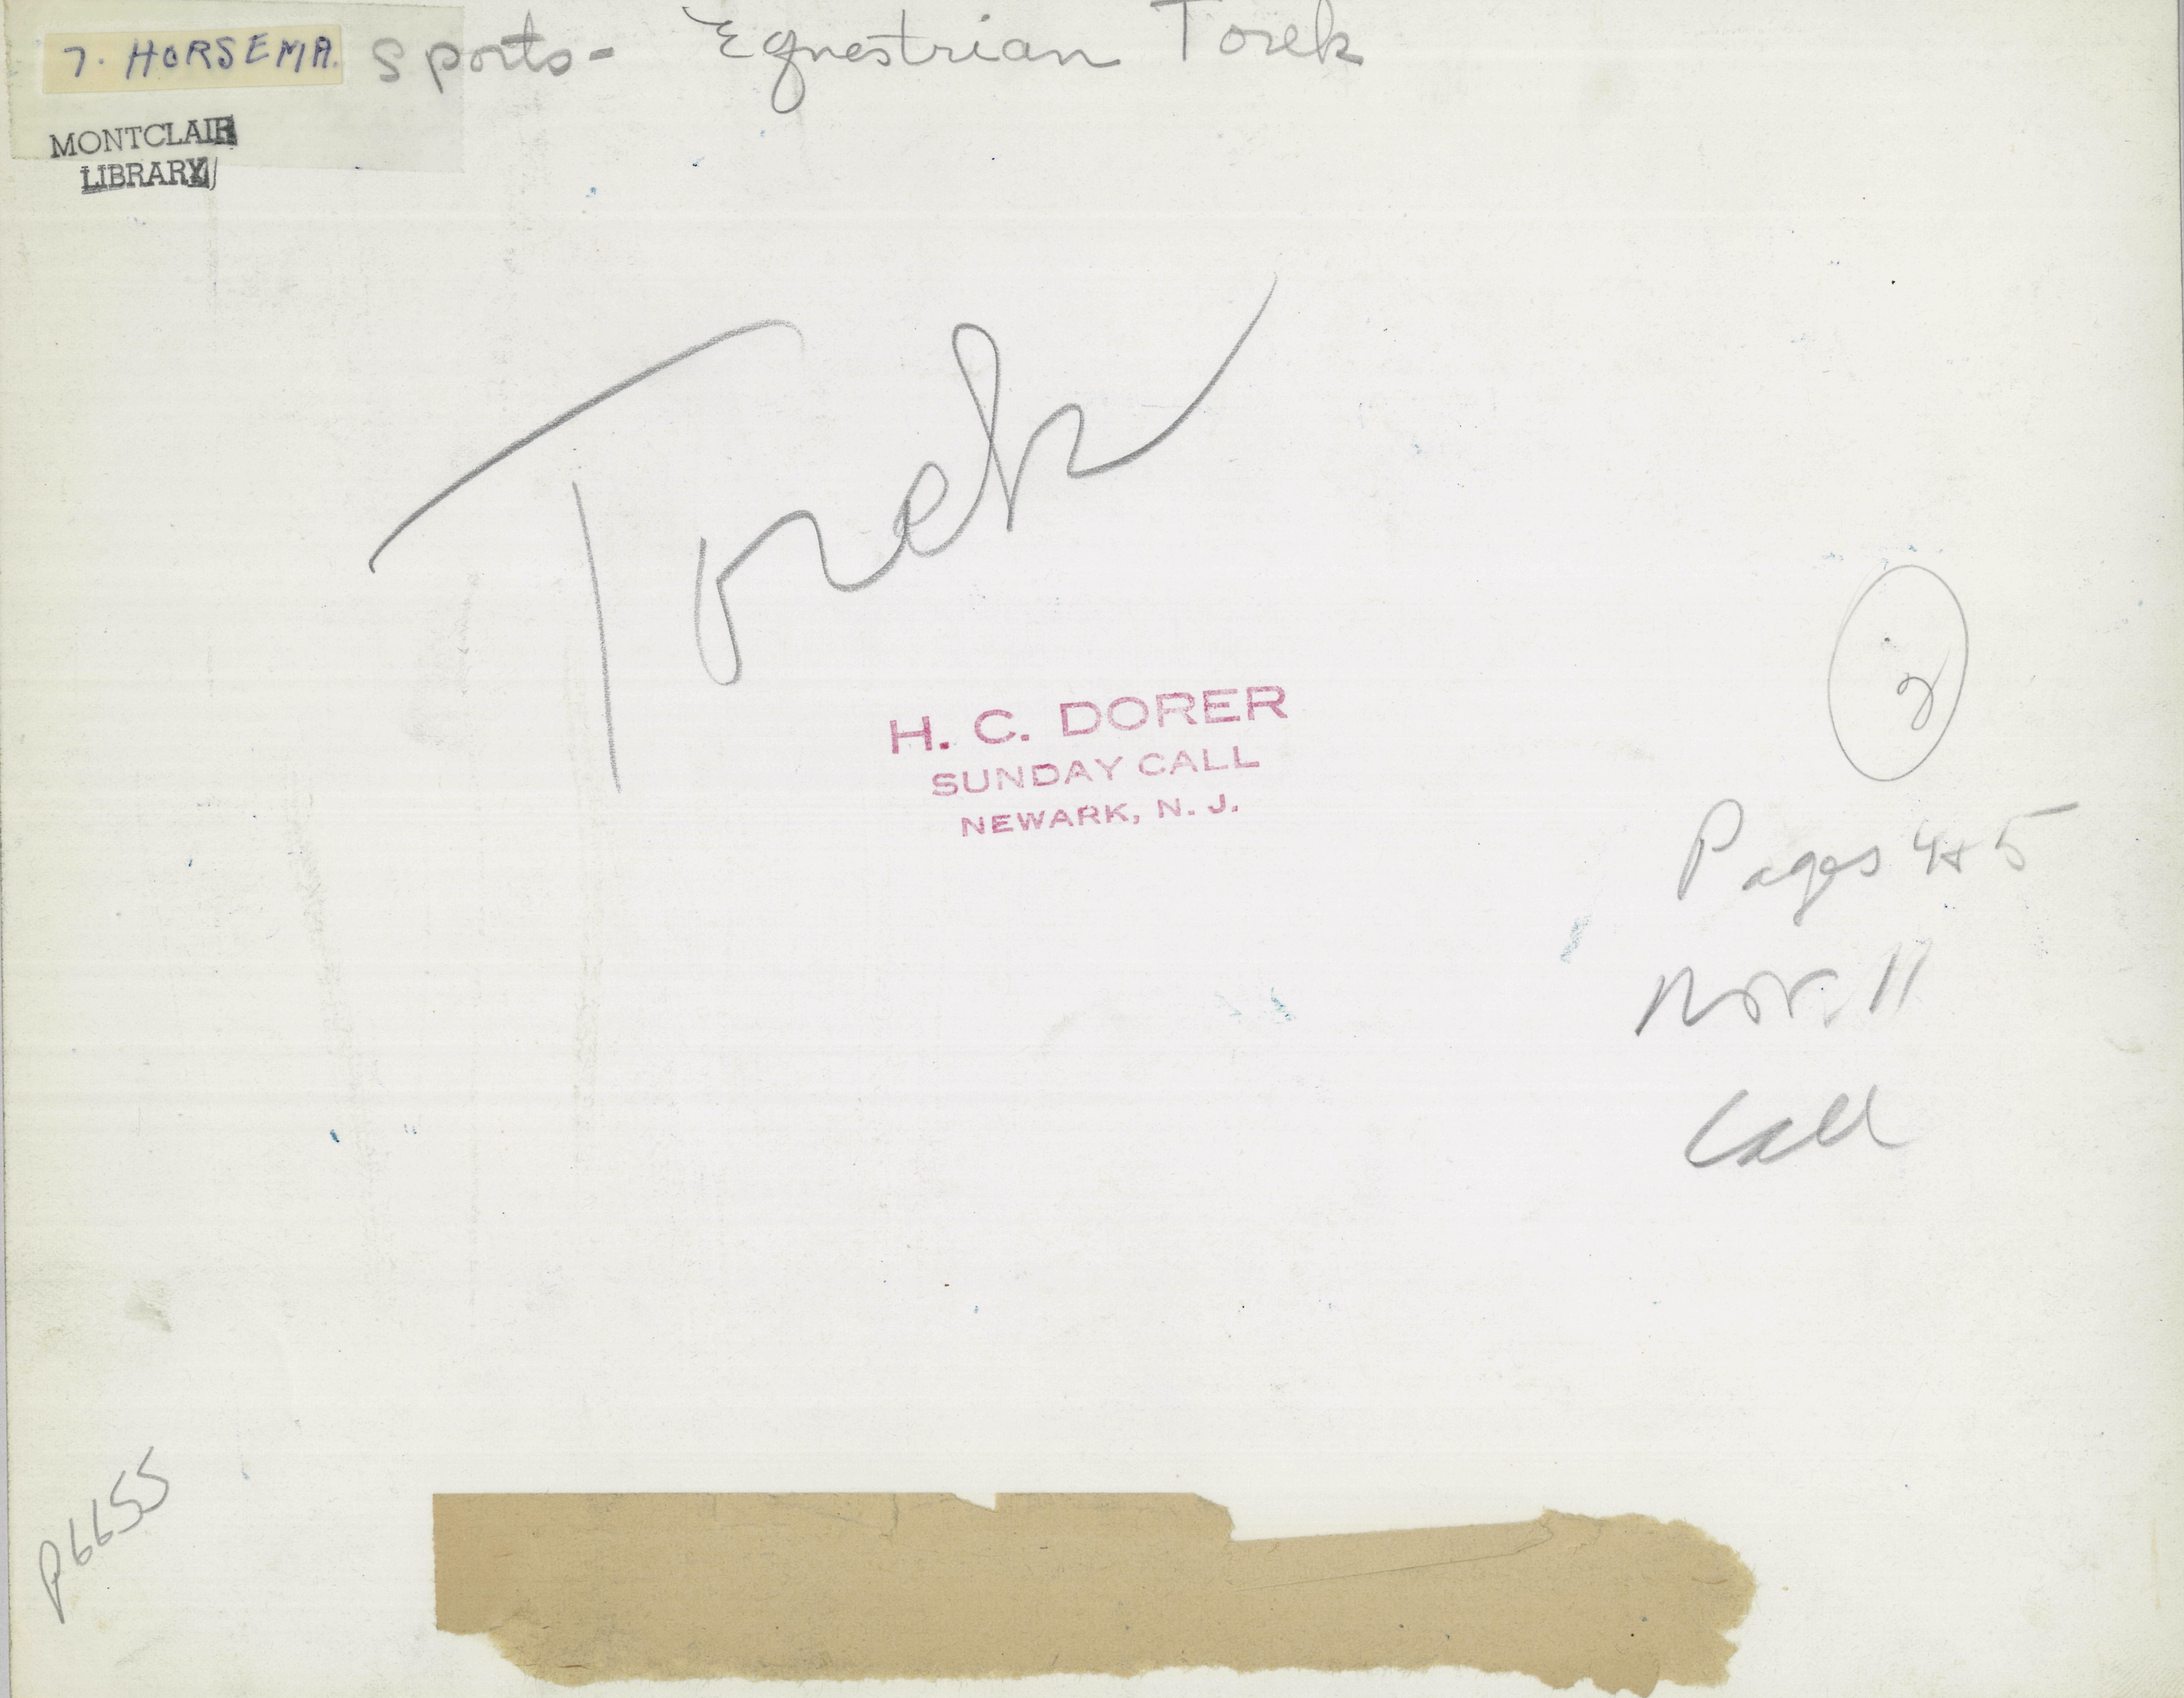 7. HORSEMA. Sports- Equestrian Torek
MONTCLAIR
LIBRARY
Torek
H. C. DORER
SUNDAY CALL
NEWARK, N. J.
2
Pages 4+5
Nov. 11
Call
P6655